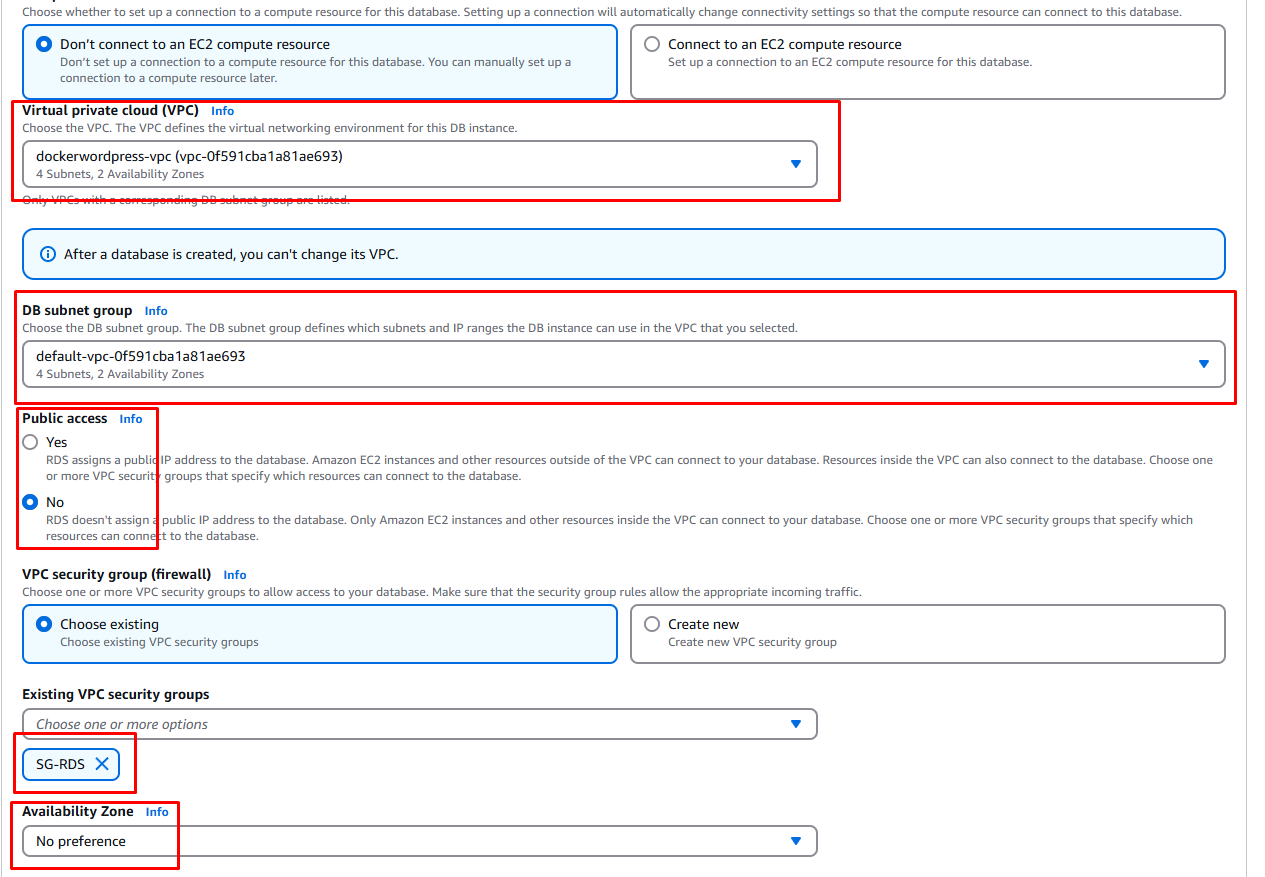 Choose whether to set up a connection to a compute resource for this database. Setting up a connection will automatically change connectivity settings so that the compute resource can connect to this database.
Don't connect to an EC2 compute resource
Don't set up a connection to a compute resource for this database. You can manually set up a
connection to a compute resource later.
Connect to an EC2 compute resource
Set up a connection to an EC2 compute resource for this database.
Virtual private cloud (VPC) Info
Choose the VPC. The VPC defines the virtual networking environment for this DB instance.
dockerwordpress-vpc (vpc-0f591cba1a81ae693)
4 Subnets, 2 Availability Zones
Only VPCs with a corresponding DB subnet group are listed.
After a database is created, you can't change its VPC.
DB subnet group Info
Choose the DB subnet group. The DB subnet group defines which subnets and IP ranges the DB instance can use in the VPC that you selected.
default-vpc-0f591cba1a81ae693
4 Subnets, 2 Availability Zones
Public access Info
Yes
RDS assigns a public IP address to the database. Amazon EC2 instances and other resources outside of the VPC can connect to your database. Resources inside the VPC can also connect to the database. Choose one
or more VPC security groups that specify which resources can connect to the database.
No
RDS doesn't assign a public IP address to the database. Only Amazon EC2 instances and other resources inside the VPC can connect to your database. Choose one or more VPC security groups that specify which
resources can connect to the database.
VPC security group (firewall) Info
Choose one or more VPC security groups to allow access to your database. Make sure that the security group rules allow the appropriate incoming traffic.
Choose existing
Choose existing VPC security groups
Create new
Create new VPC security group
Existing VPC security groups
Choose one or more options
SG-RDS
Availability Zone Info
No preference